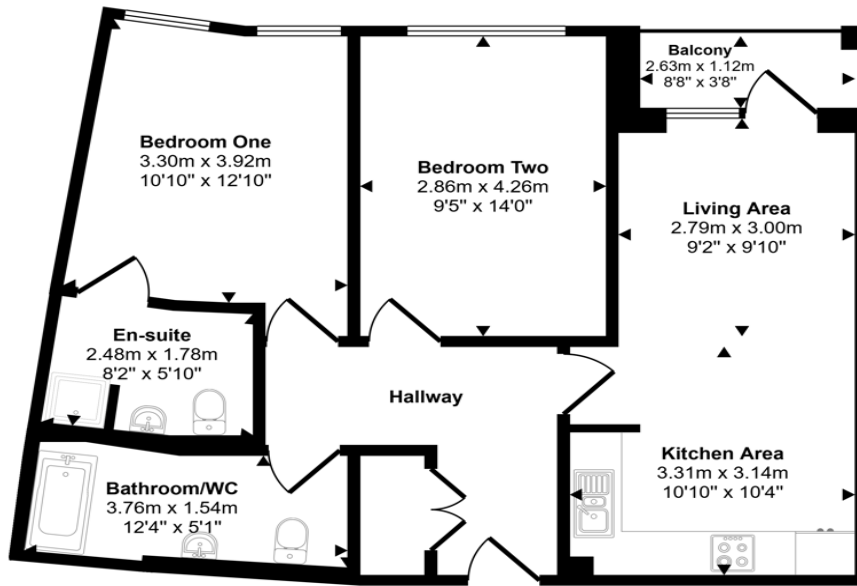 Balcony
2.63m x 1.12m
8'8" x 3'8"
Bedroom One
3.30m x 3.92m
10'10" x 12'10"
Bedroom Two
2.86m x 4.26m
9'5" x 14'0"
Living Area
2.79m x 3.00m
9'2" x 9'10"
En-suite
2.48m x 1.78m
8'2" x 5'10"
Hallway
Kitchen Area
3.31m x 3.14m
10'10" x 10'4"
Bathroom/WC
3.76m x 1.54m
12'4" x 5'1"